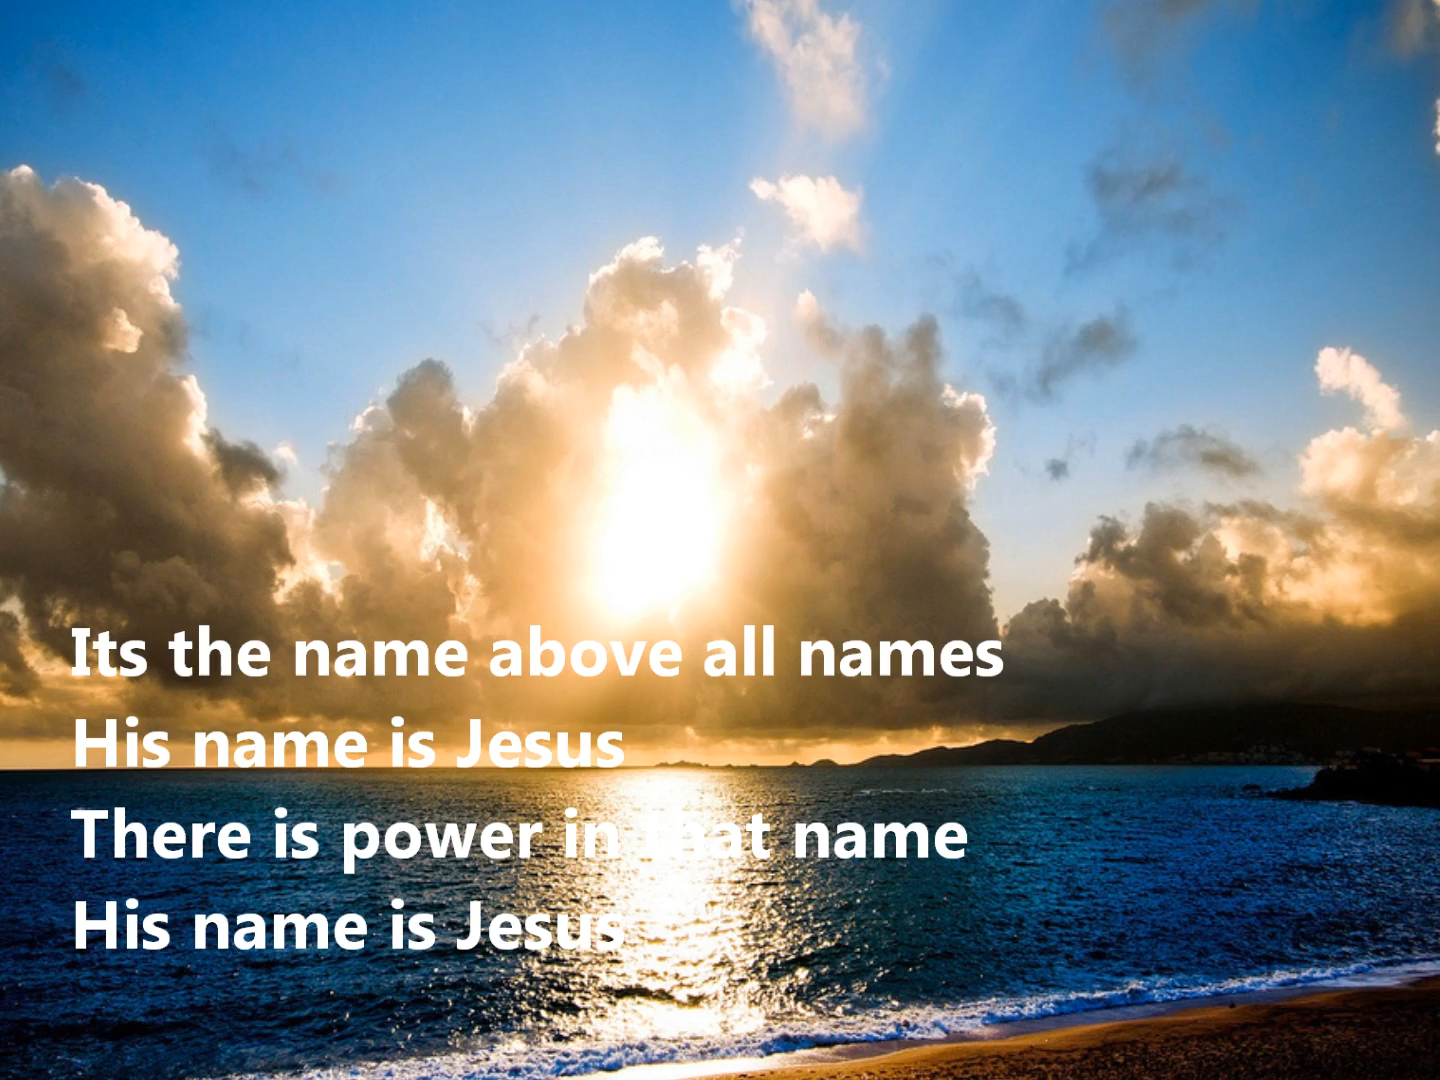 Its the name above all names
His name is Jesus
There is power in that name
His name is Jesus